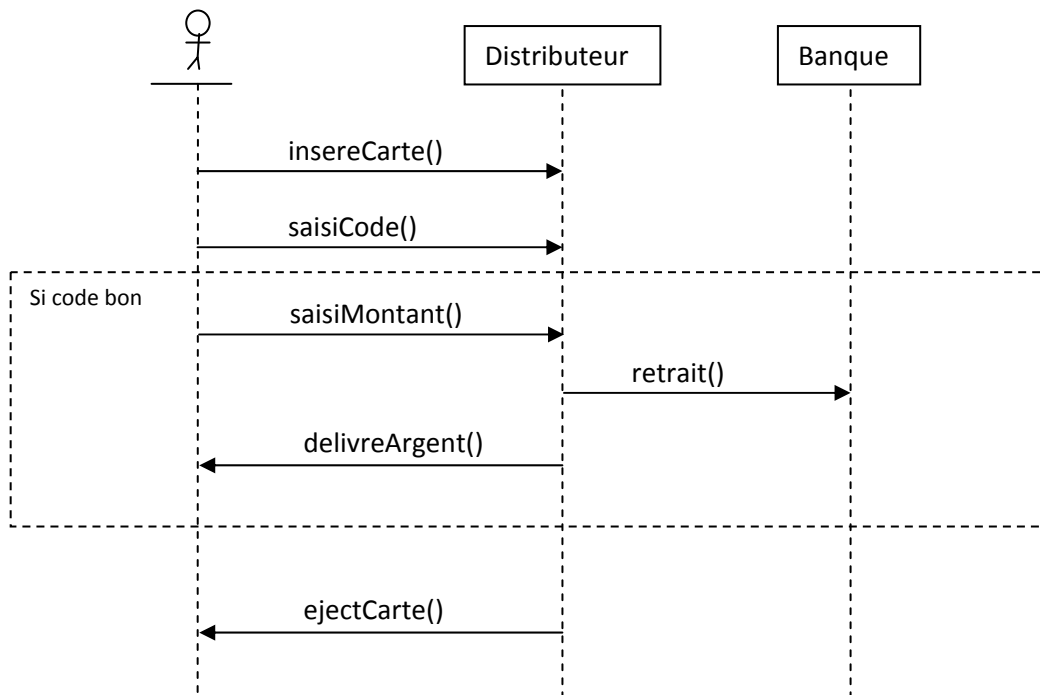 Distributeur
Banque
insereCarte()
saisiCode()
Si code bon
saisiMontant()
retrait()
delivreArgent()
ejectCarte()